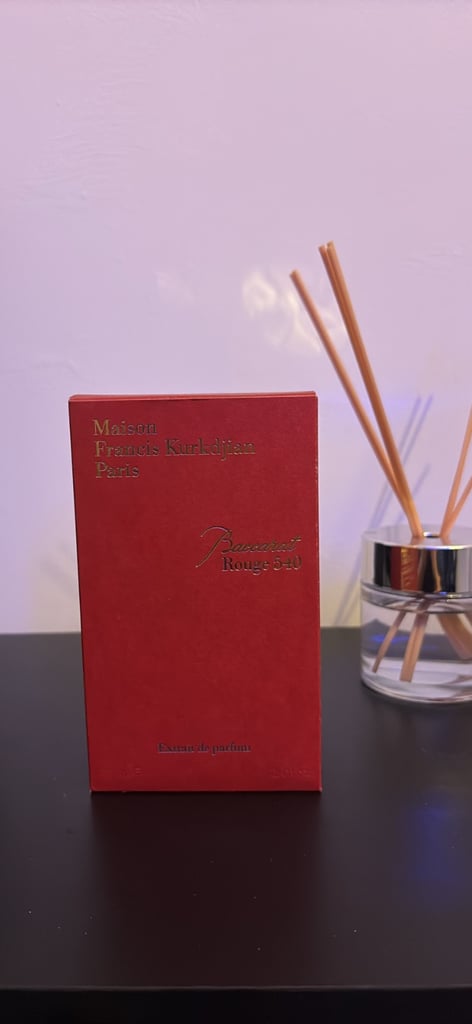 Maison
Francis Kurkdjian
Paris
Baccarat
Rouge 540
Extrait de parfum